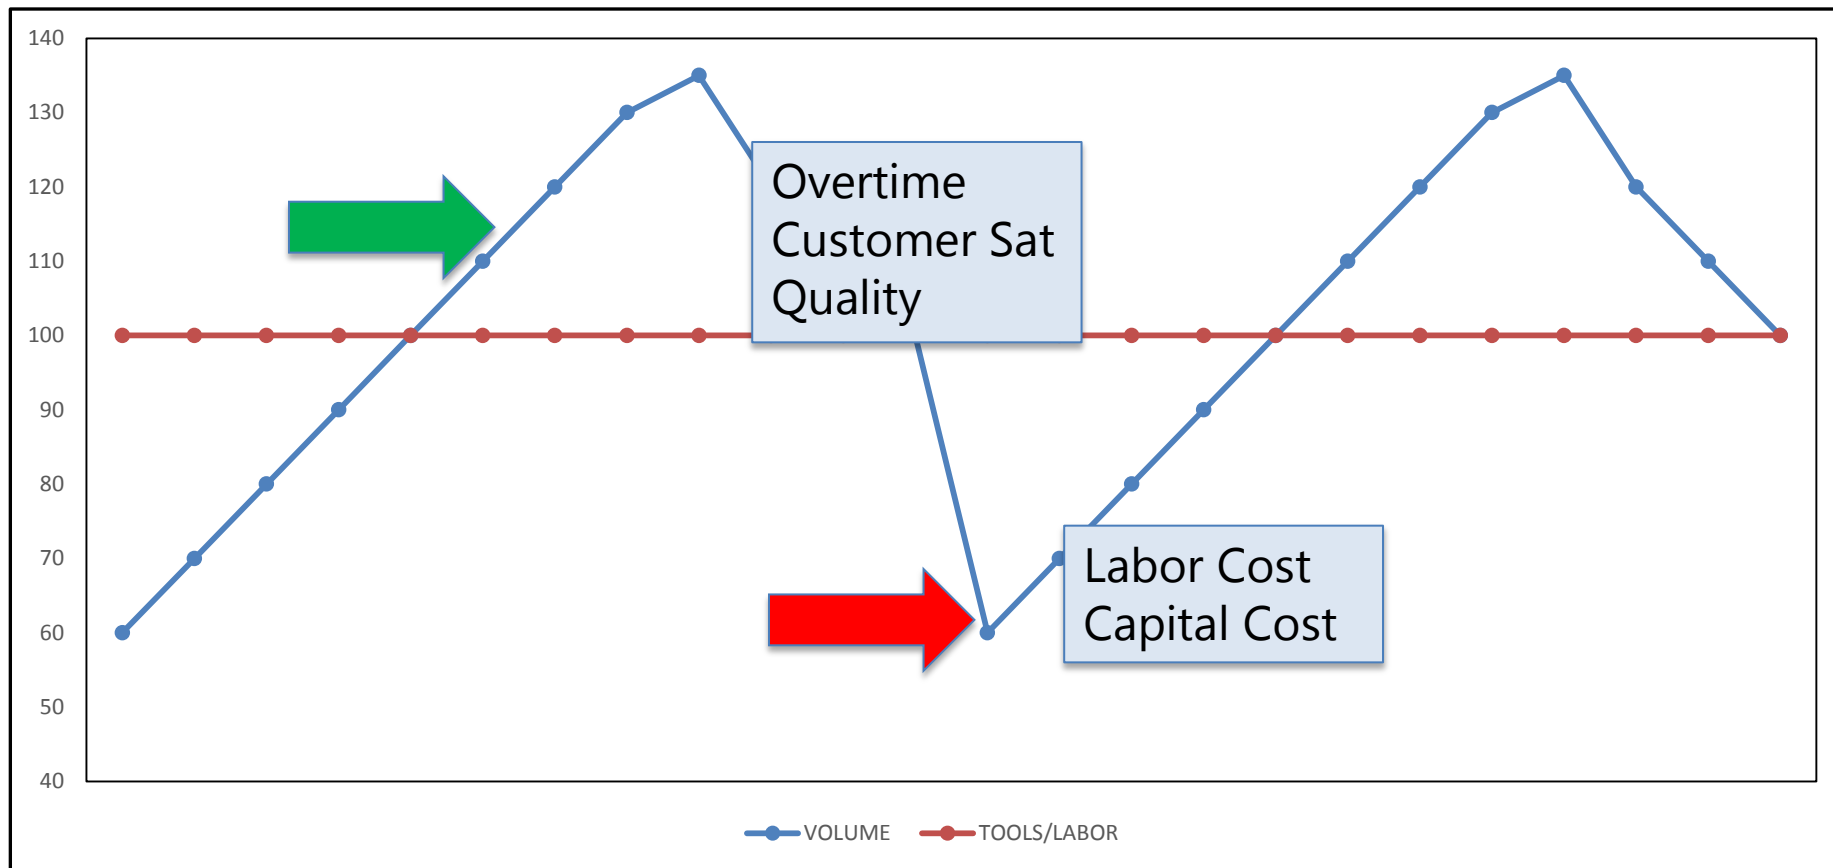 140
130
120
110
100
90
80
70
60
50
40
Overtime
Customer Sat
Quality
Labor Cost
Capital Cost
VOLUME TOOLS/LABOR